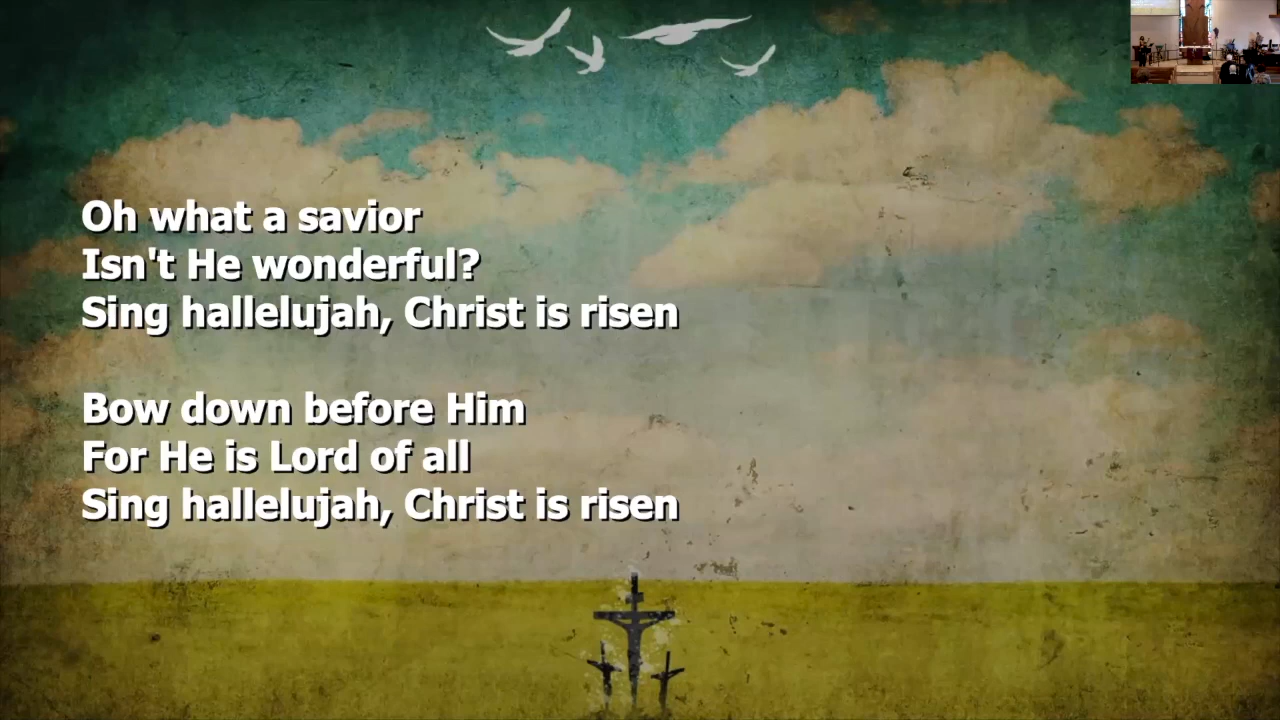 Oh what a savior
Isn't He wonderful?
Sing hallelujah, Christ is risen
Bow down before Him
For He is Lord of all
Sing hallelujah, Christ is risen